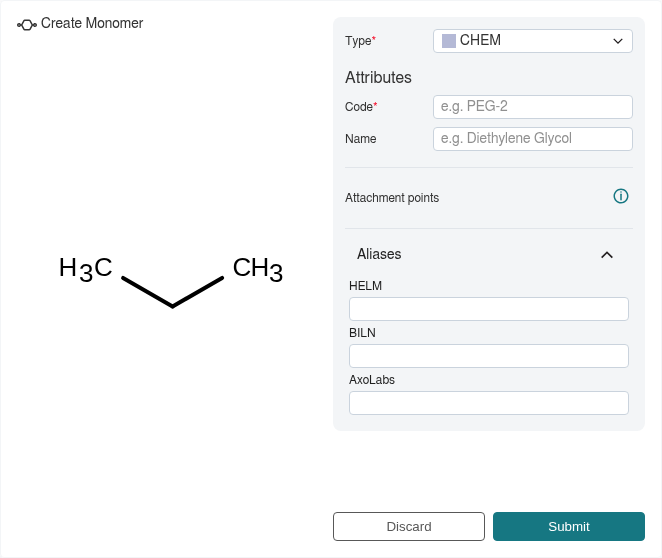 Create Monomer
Type*
CHEM
Attributes
Code*
e.g. PEG-2
Name
e.g. Diethylene Glycol
Attachment points
Aliases
H3C
CH3
HELM
BILN
AxoLabs
Discard
Submit